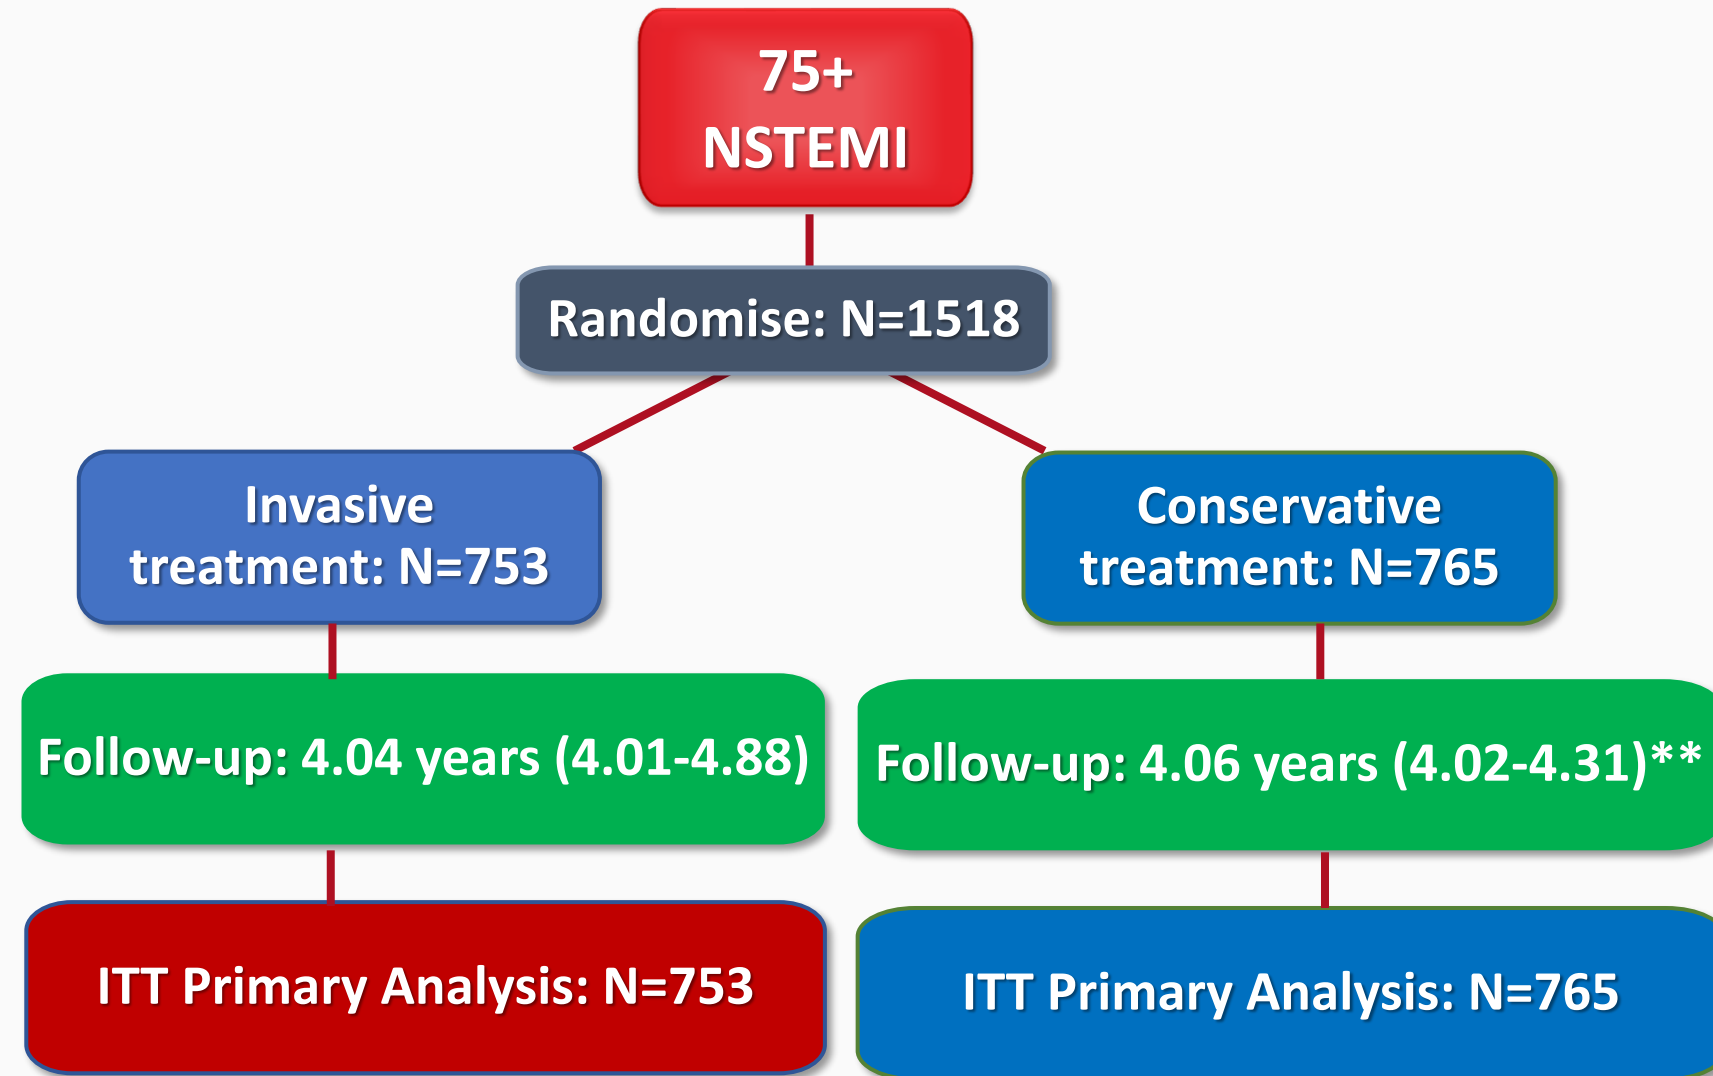 75+
NSTEMI
Randomise: N=1518
Invasive
treatment: N=753
Conservative
treatment: N=765
Follow-up: 4.04 years (4.01-4.88)
Follow-up: 4.06 years (4.02-4.31)**
ITT Primary Analysis: N=753
ITT Primary Analysis: N=765